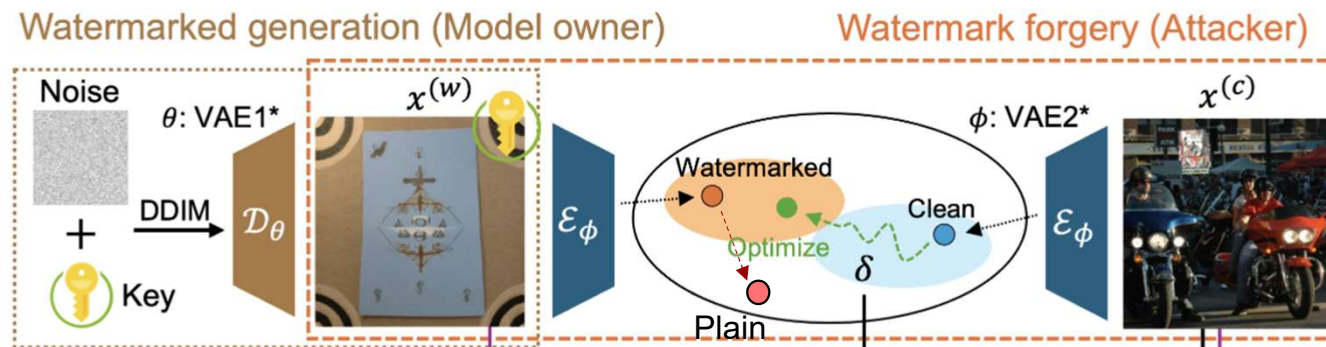 Watermarked generation (Model owner)
Watermark forgery (Attacker)
Noise
θ: VAE1*
x^(w)
ϕ: VAE2*
x^(c)
Watermarked
DDIM
𝒟_θ
ℰ_ϕ
Clean
ℰ_ϕ
+
Optimize
δ
Key
Plain
PARK